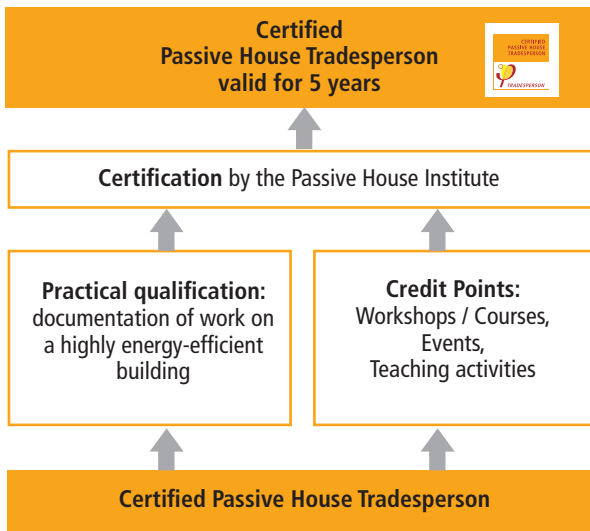 Certified
Passive House Tradesperson
valid for 5 years
CERTIFIED
PASSIVE HOUSE
TRADESPERSON
TRADESPERSON
Certification by the Passive House Institute
Practical qualification:
documentation of work on
a highly energy-efficient
building
Credit Points:
Workshops / Courses,
Events,
Teaching activities
Certified Passive House Tradesperson